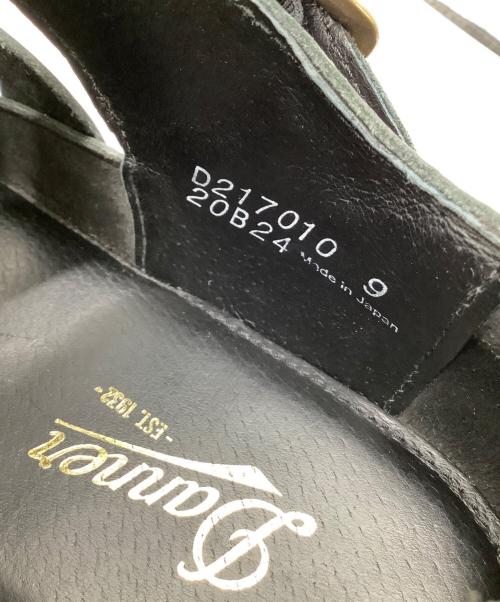 D217010 9
20B24 Made in Japan
Danner
- EST. 1932 -